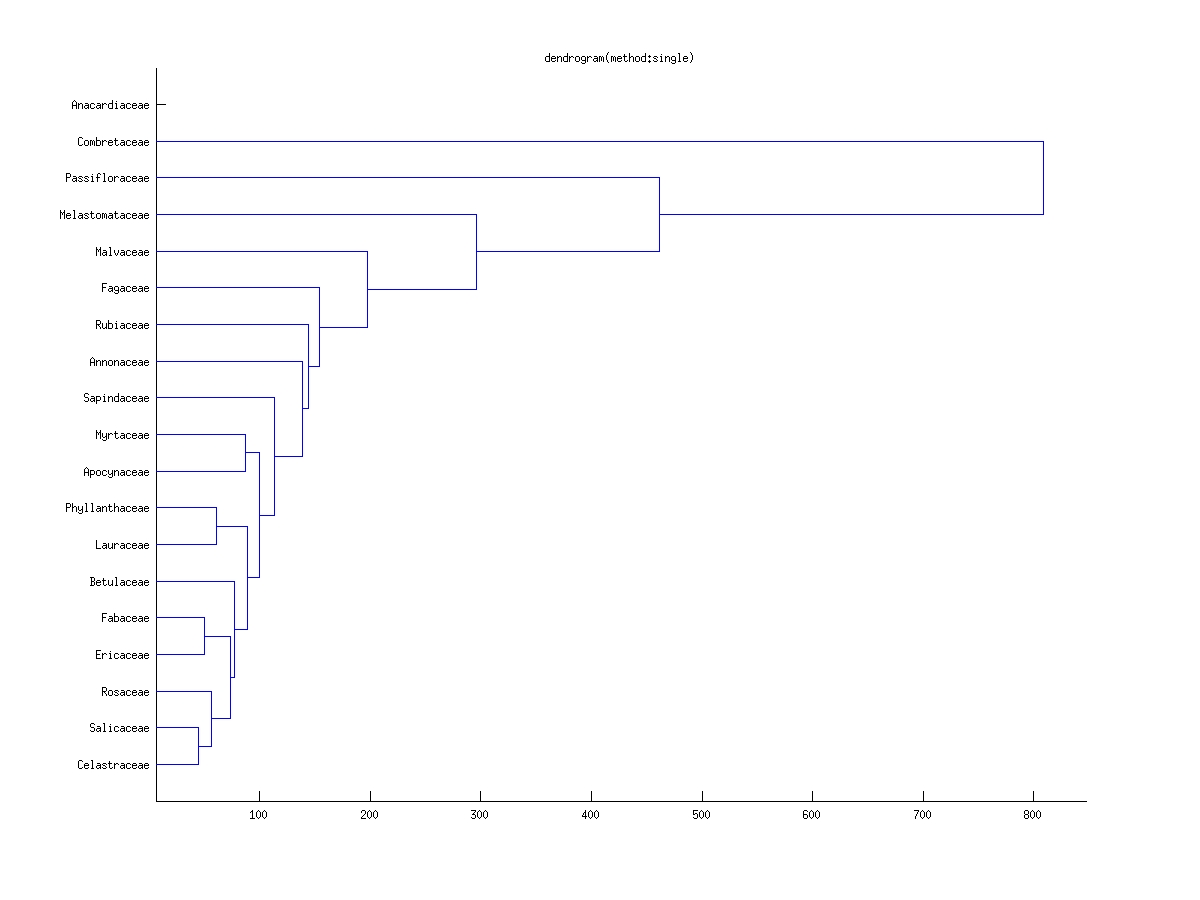 dendrogram(method:single)
Anacardiaceae
Combretaceae
Passifloraceae
Melastomataceae
Malvaceae
Fagaceae
Rubiaceae
Annonaceae
Sapindaceae
Myrtaceae
Apocynaceae
Phyllanthaceae
Lauraceae
Betulaceae
Fabaceae
Ericaceae
Rosaceae
Salicaceae
Celastraceae
100 200 300 400 500 600 700 800